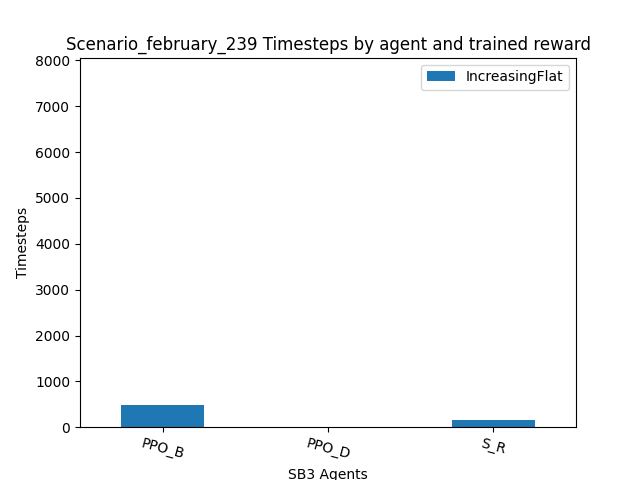 Scenario_february_239 Timesteps by agent and trained reward
IncreasingFlat
8000
7000
6000
5000
4000
3000
2000
1000
0
Timesteps
PPO_B
PPO_D
S_R
SB3 Agents